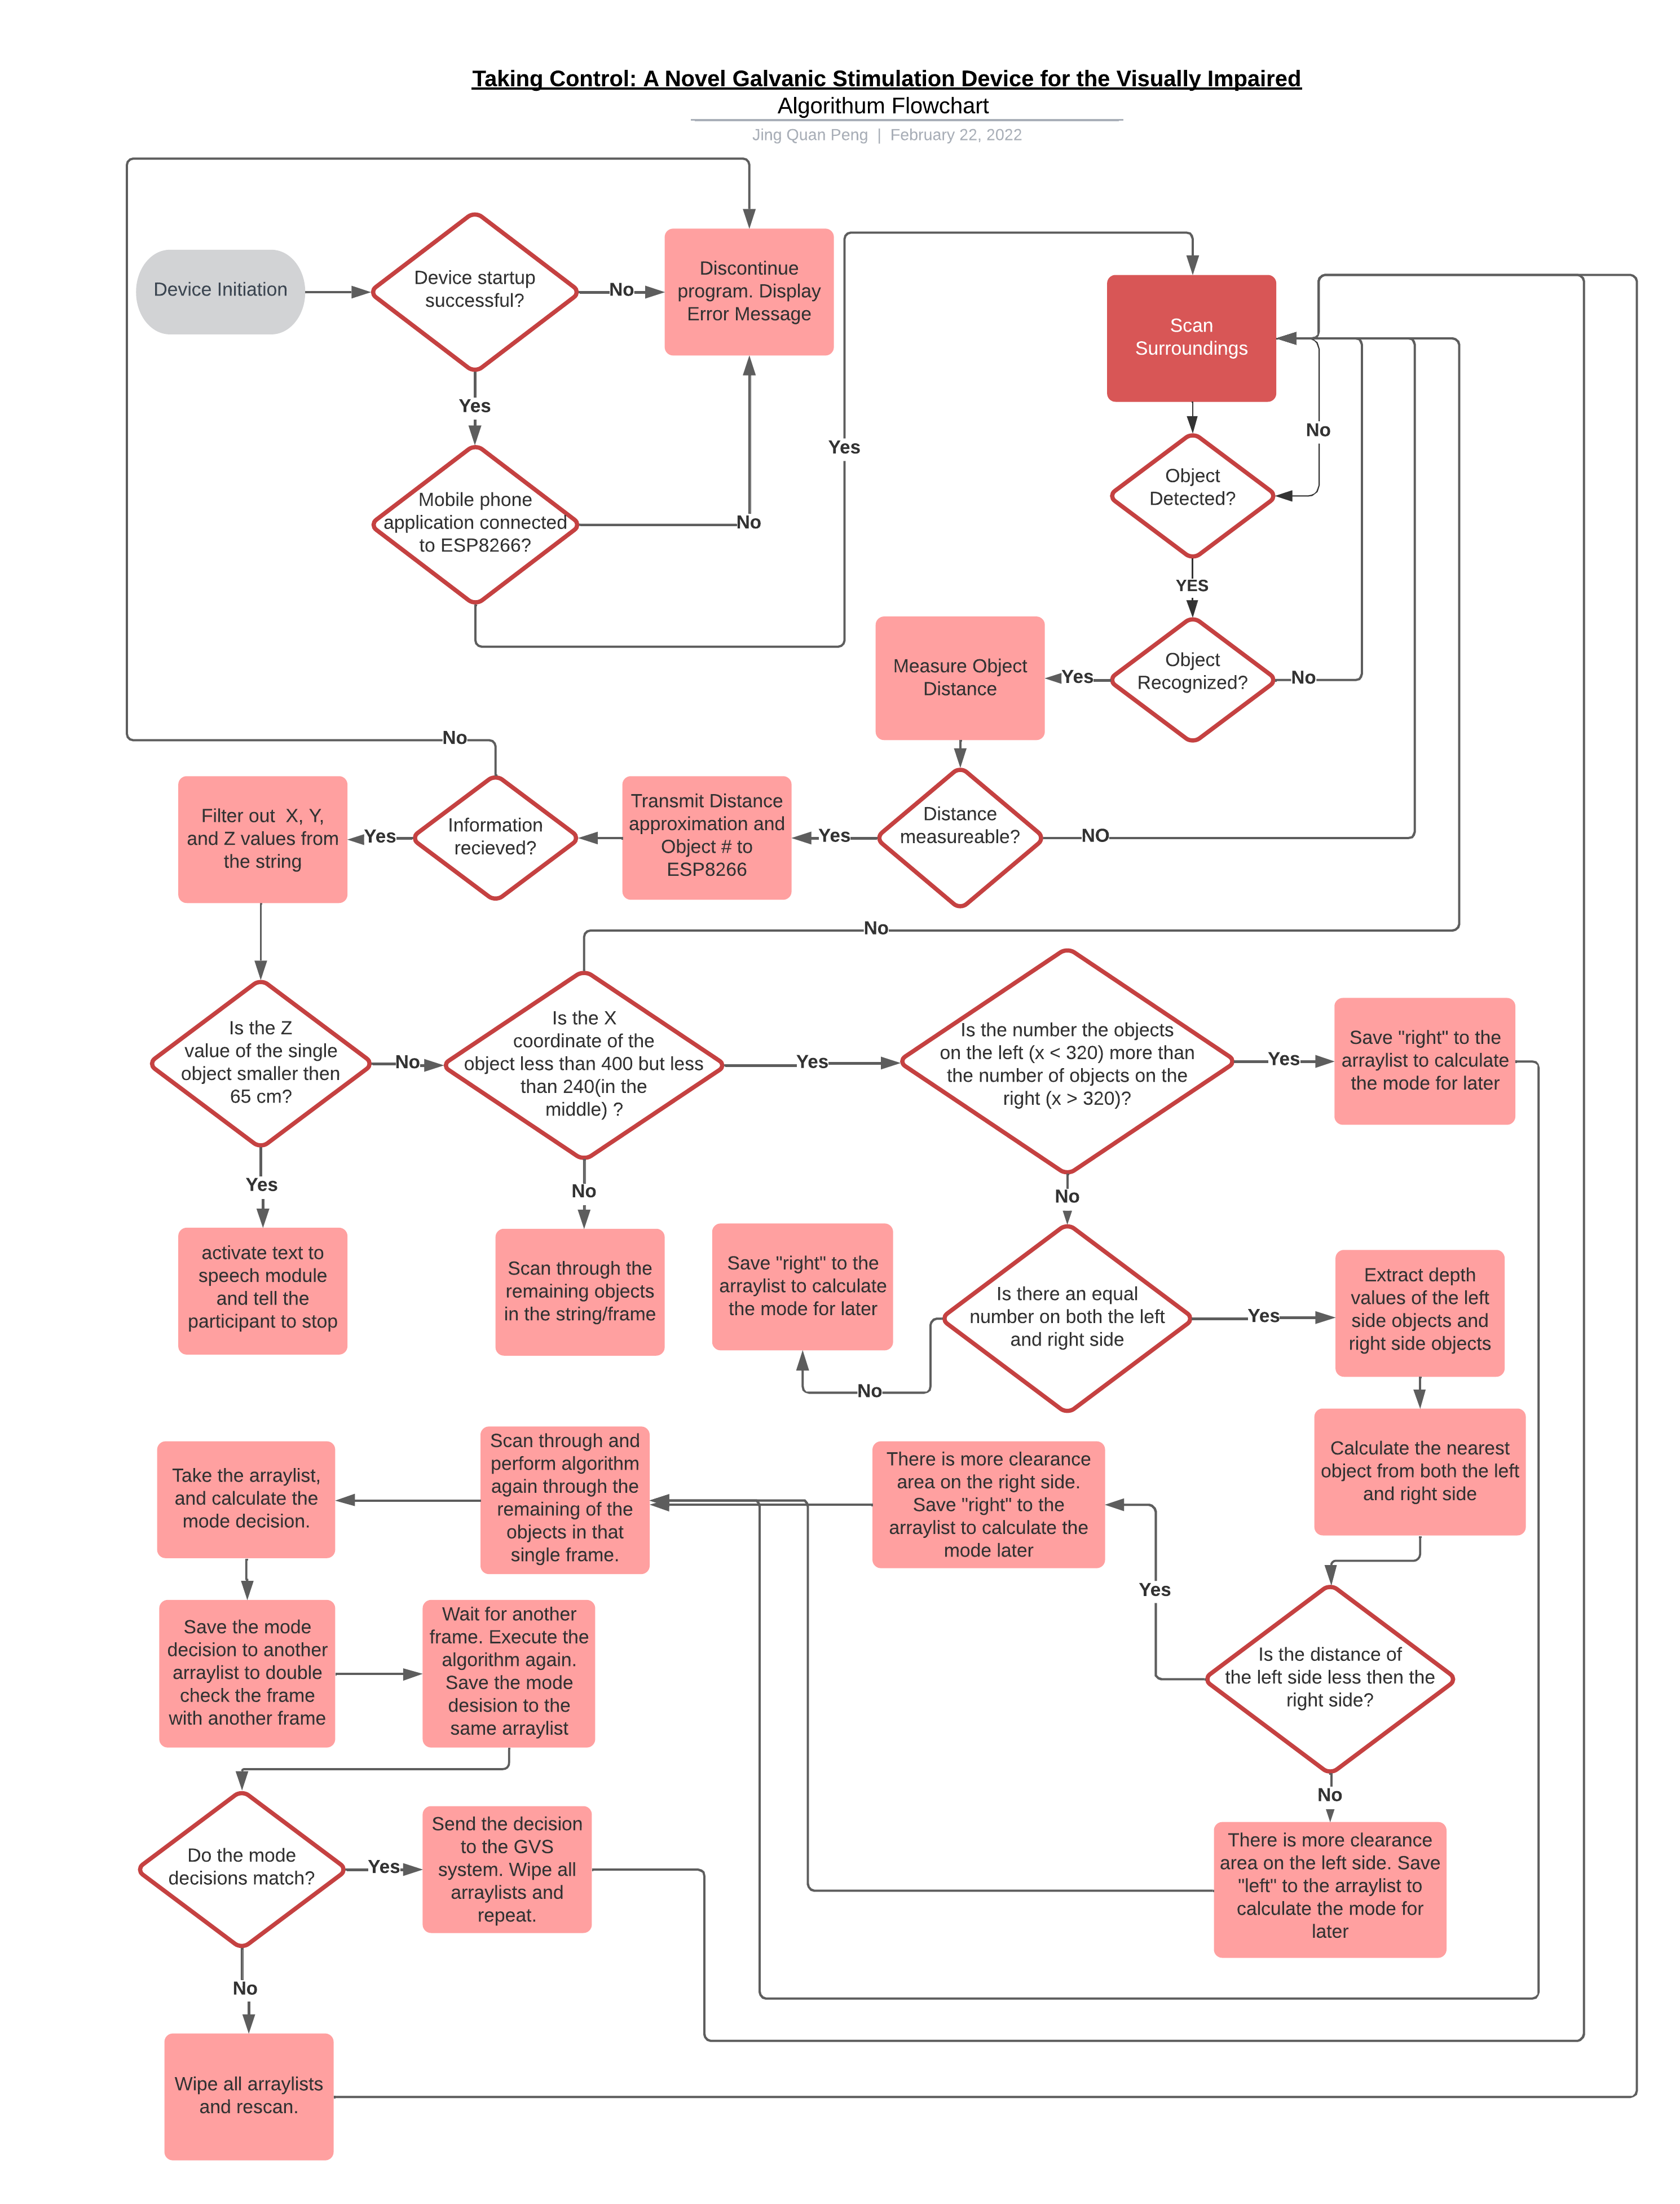 Taking Control: A Novel Galvanic Stimulation Device for the Visually Impaired
Algorithum Flowchart
Jing Quan Peng | February 22, 2022
Device Initiation
Device startup
successful?
No
Discontinue
program. Display
Error Message
Yes
Mobile phone
application connected
to ESP8266?
No
Yes
Scan
Surroundings
No
Object
Detected?
YES
Object
Recognized?
No
Yes
Measure Object
Distance
Distance
measureable?
NO
Yes
Transmit Distance
approximation and
Object # to
ESP8266
Information
recieved?
No
Yes
Filter out  X, Y,
and Z values from
the string
Is the Z
value of the single
object smaller then
65 cm?
Yes
activate text to
speech module
and tell the
participant to stop
No
Is the X
coordinate of the
object less than 400 but less
than 240(in the
middle) ?
No
No
Scan through the
remaining objects
in the string/frame
Yes
Is the number the objects
on the left (x < 320) more than
the number of objects on the
right (x > 320)?
Yes
Save "right" to the
arraylist to calculate
the mode for later
No
Is there an equal
number on both the left
and right side
No
Save "right" to the
arraylist to calculate
the mode for later
Yes
Extract depth
values of the left
side objects and
right side objects
Calculate the nearest
object from both the left
and right side
Is the distance of
the left side less then the
right side?
Yes
There is more clearance
area on the right side.
Save "right" to the
arraylist to calculate the
mode later
No
There is more clearance
area on the left side. Save
"left" to the arraylist to
calculate the mode for
later
Scan through and
perform algorithm
again through the
remaining of the
objects in that
single frame.
Take the arraylist,
and calculate the
mode decision.
Save the mode
decision to another
arraylist to double
check the frame
with another frame
Wait for another
frame. Execute the
algorithm again.
Save the mode
desision to the
same arraylist
Do the mode
decisions match?
Yes
Send the decision
to the GVS
system. Wipe all
arraylists and
repeat.
No
Wipe all arraylists
and rescan.